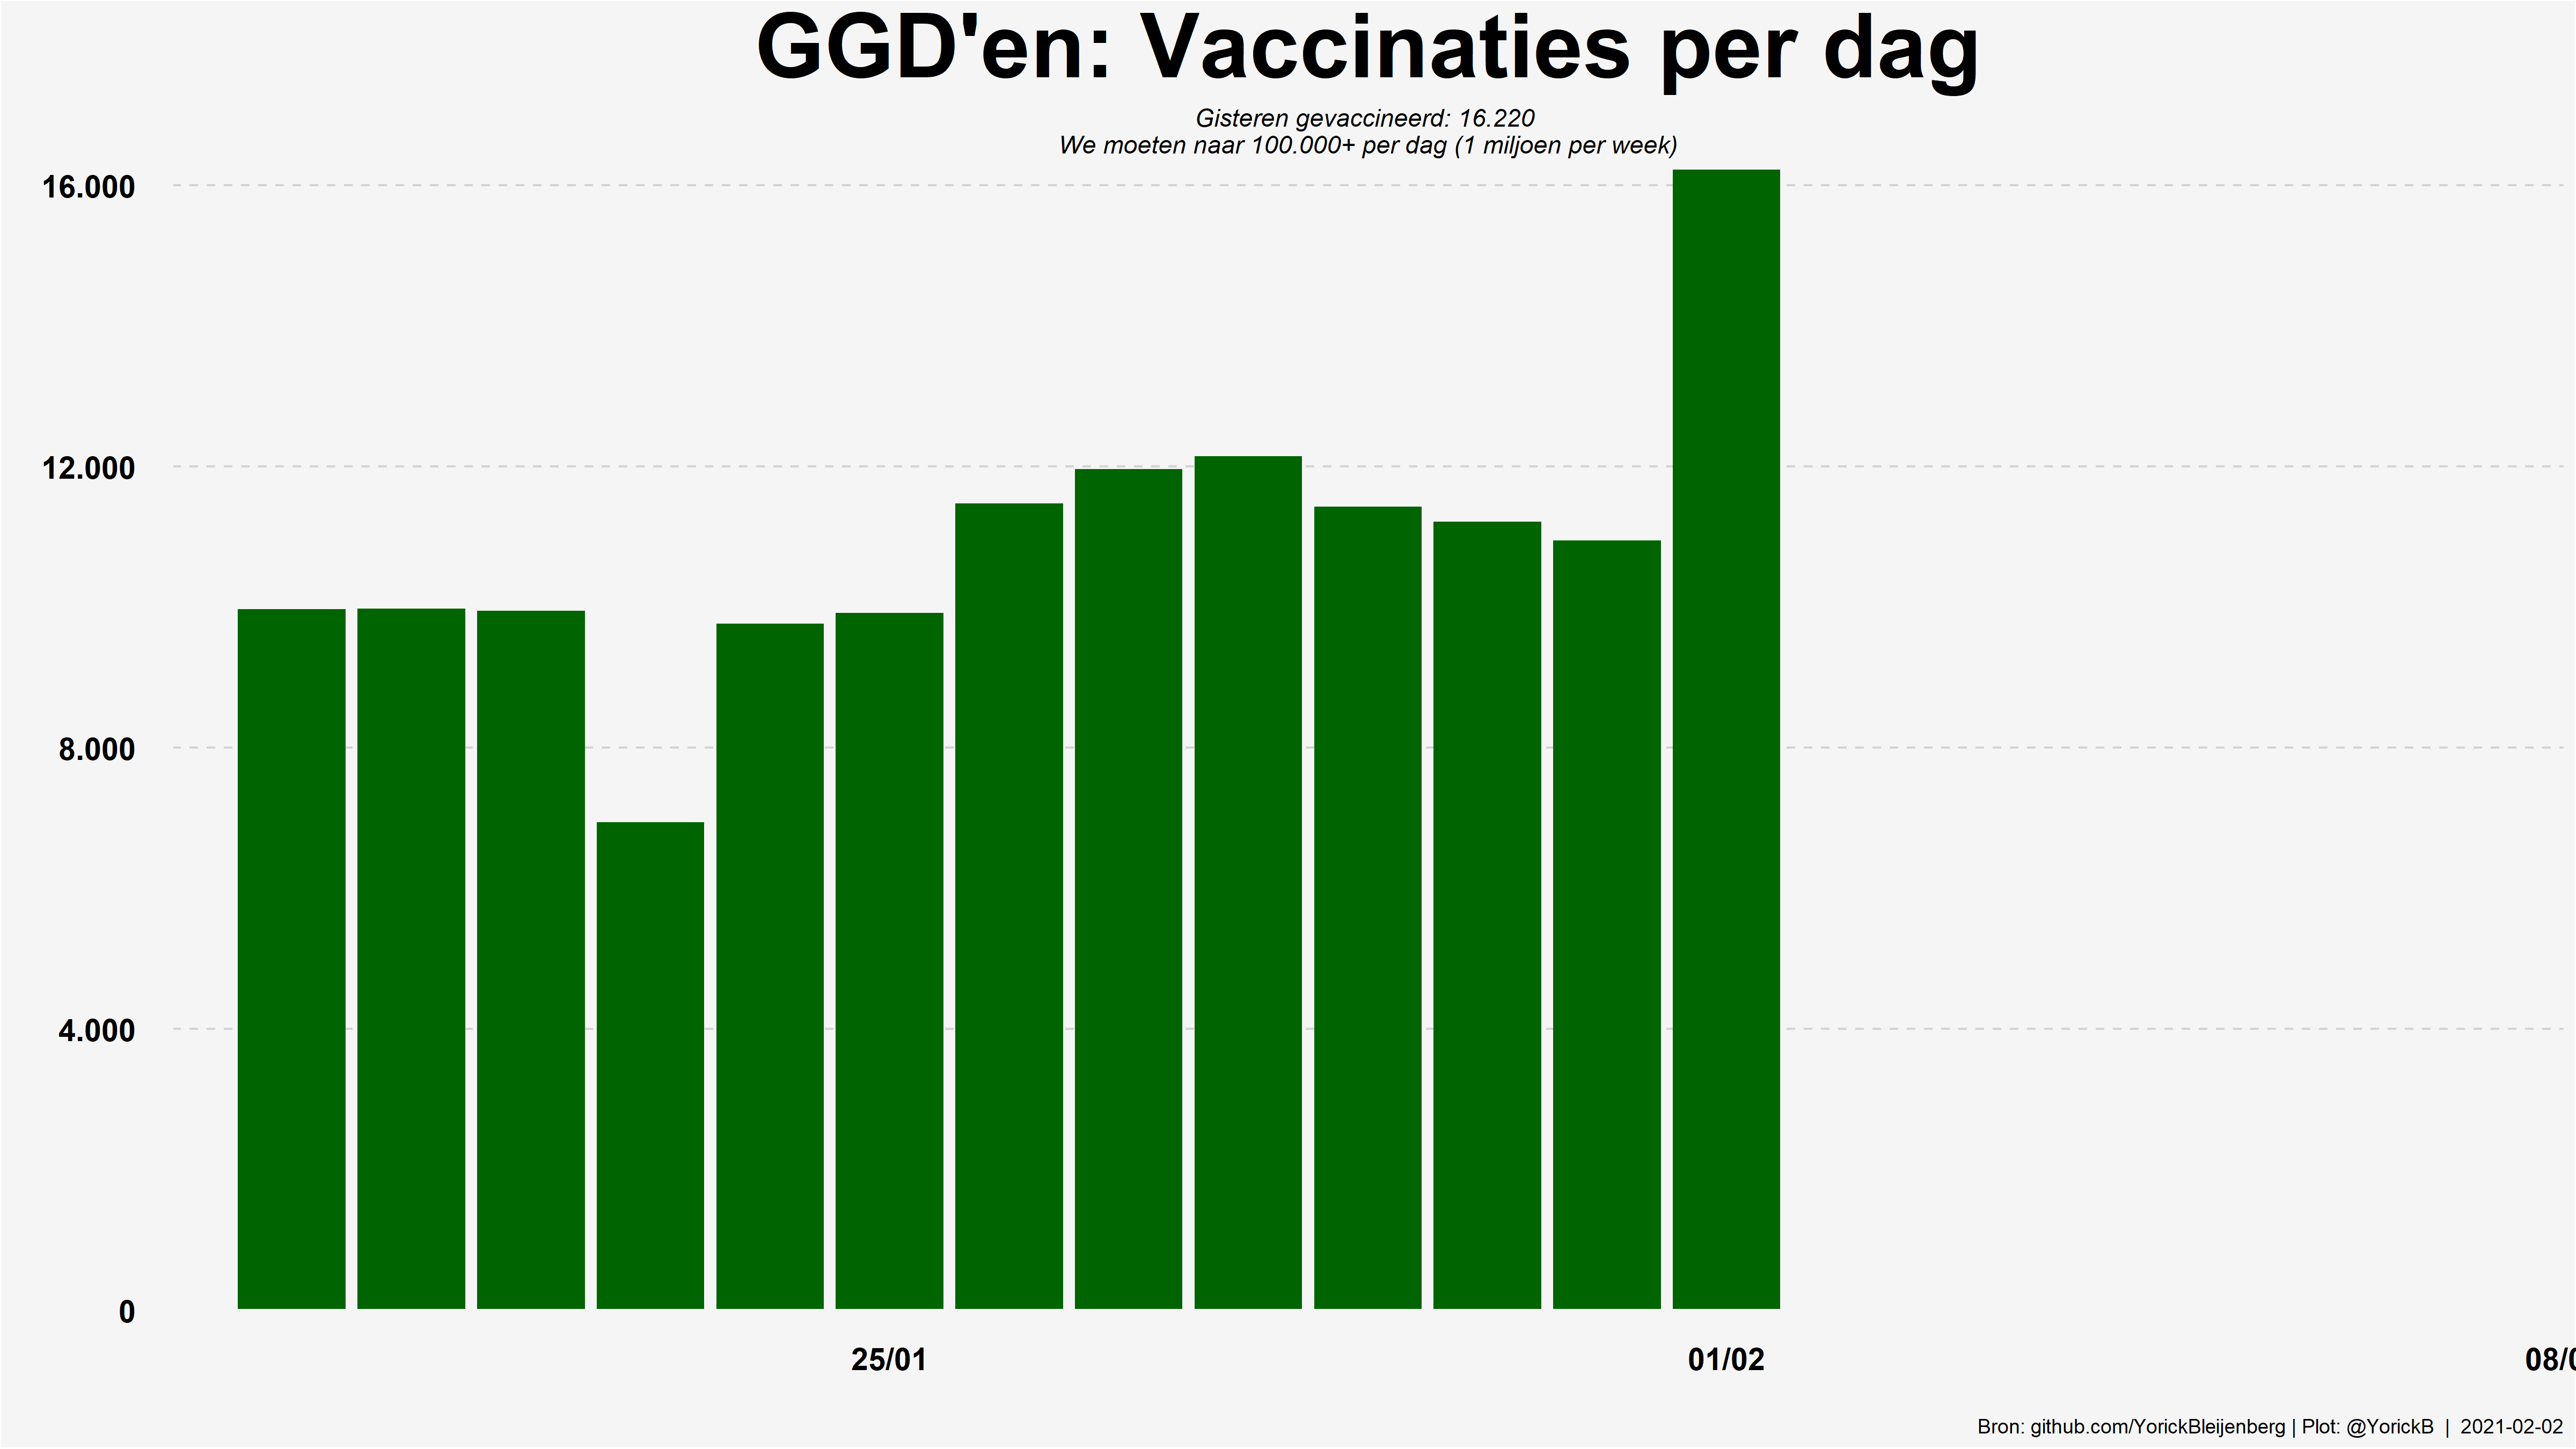 GGD'en: Vaccinaties per dag
Gisteren gevaccineerd: 16.220
We moeten naar 100.000+ per dag (1 miljoen per week)
16.000
12.000
8.000
4.000
0
25/01
01/02
08/0
Bron: github.com/YorickBleijenberg | Plot: @YorickB | 2021-02-02